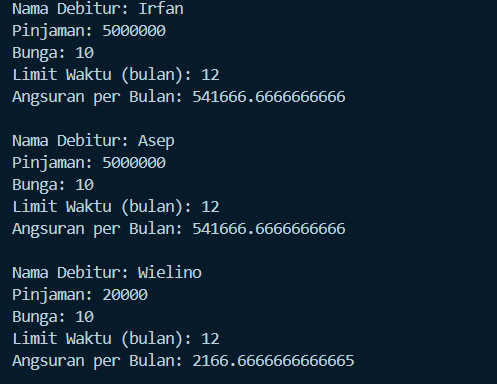 Nama Debitur: Irfan
Pinjaman: 5000000
Bunga: 10
Limit Waktu (bulan): 12
Angsuran per Bulan: 541666.6666666666
Nama Debitur: Asep
Pinjaman: 5000000
Bunga: 10
Limit Waktu (bulan): 12
Angsuran per Bulan: 541666.6666666666
Nama Debitur: Wielino
Pinjaman: 20000
Bunga: 10
Limit Waktu (bulan): 12
Angsuran per Bulan: 2166.6666666666665